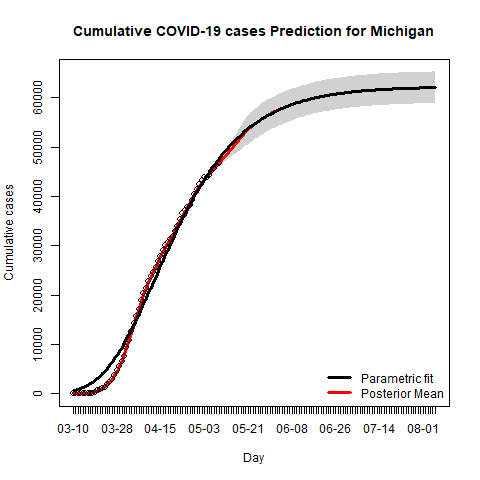 Cumulative COVID-19 cases Prediction for Michigan
Cumulative cases
60000
50000
40000
30000
20000
10000
0
Parametric fit
Posterior Mean
03-10 03-28 04-15 05-03 05-21 06-08 06-26 07-14 08-01
Day